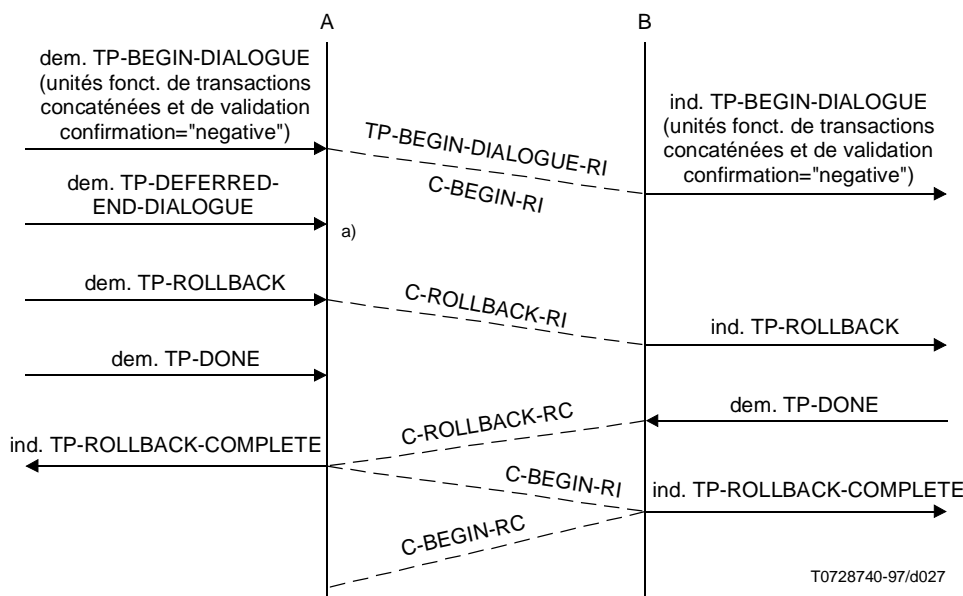 A
B
dem. TP-BEGIN-DIALOGUE
(unités fonct. de transactions
concaténées et de validation
confirmation="negative")
TP-BEGIN-DIALOGUE-RI
C-BEGIN-RI
ind. TP-BEGIN-DIALOGUE
(unités fonct. de transactions
concaténées et de validation
confirmation="negative")
dem. TP-DEFERRED-
END-DIALOGUE
a)
dem. TP-ROLLBACK
C-ROLLBACK-RI
ind. TP-ROLLBACK
dem. TP-DONE
dem. TP-DONE
C-ROLLBACK-RC
ind. TP-ROLLBACK-COMPLETE
C-BEGIN-RI
ind. TP-ROLLBACK-COMPLETE
C-BEGIN-RC
T0728740-97/d027